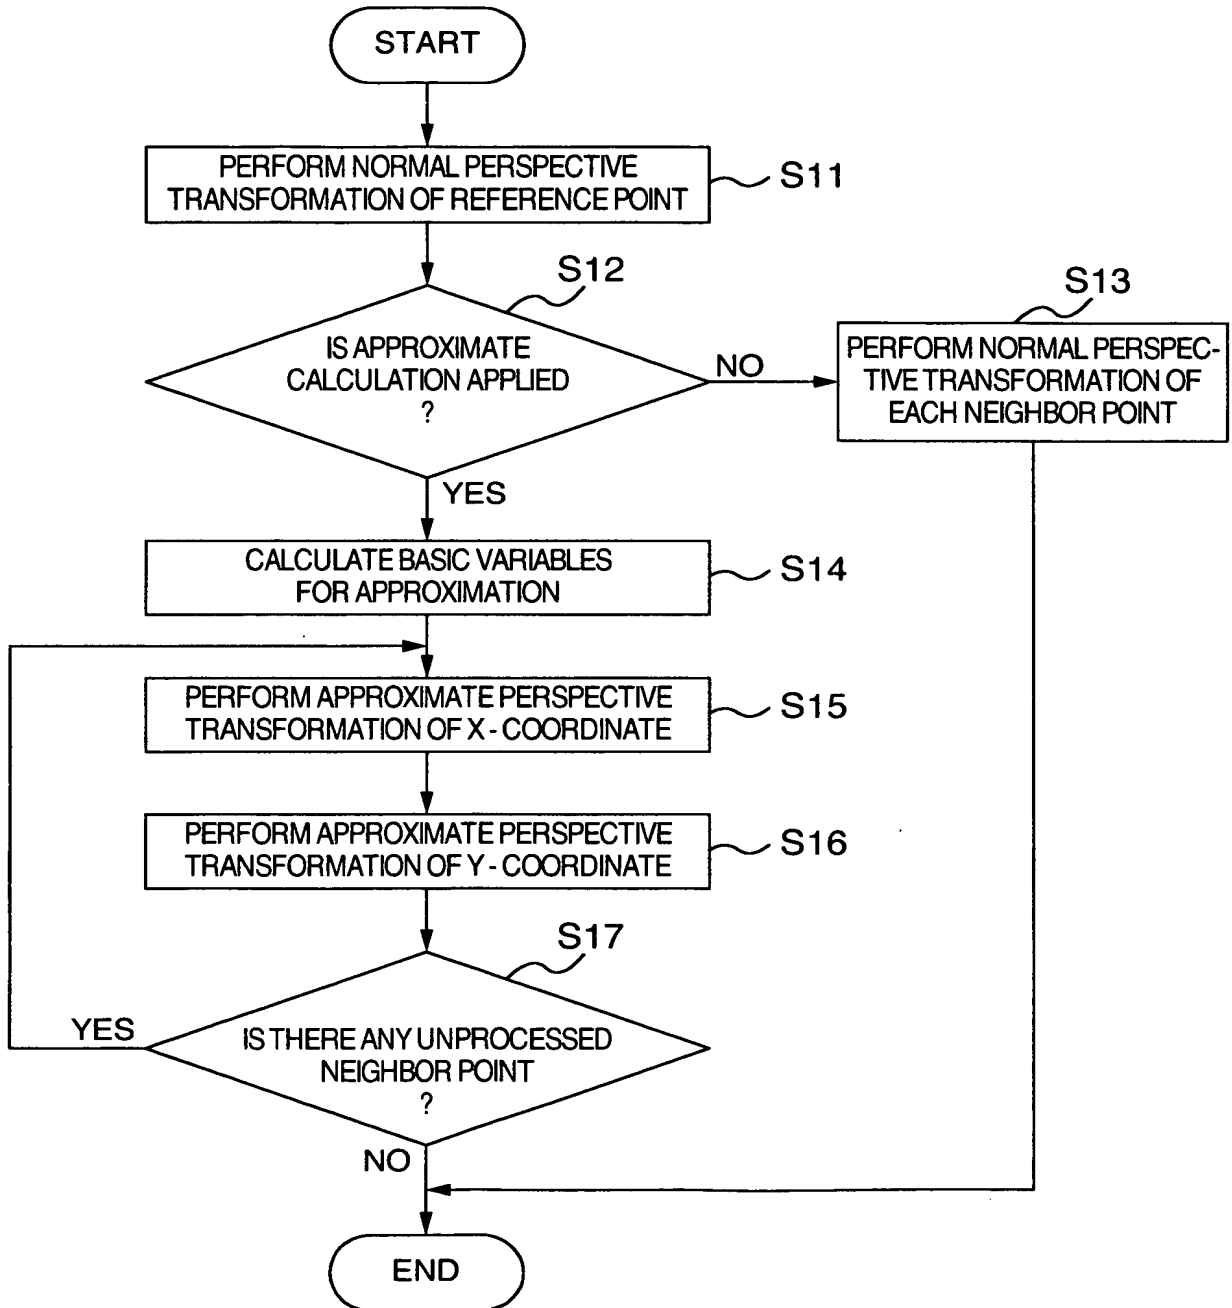 START
PERFORM NORMAL PERSPECTIVE
TRANSFORMATION OF REFERENCE POINT
S11
S12
IS APPROXIMATE
CALCULATION APPLIED
?
NO
S13
PERFORM NORMAL PERSPEC-
TIVE TRANSFORMATION OF
EACH NEIGHBOR POINT
YES
CALCULATE BASIC VARIABLES
FOR APPROXIMATION
S14
PERFORM APPROXIMATE PERSPECTIVE
TRANSFORMATION OF X - COORDINATE
S15
PERFORM APPROXIMATE PERSPECTIVE
TRANSFORMATION OF Y - COORDINATE
S16
S17
YES
IS THERE ANY UNPROCESSED
NEIGHBOR POINT
?
NO
END